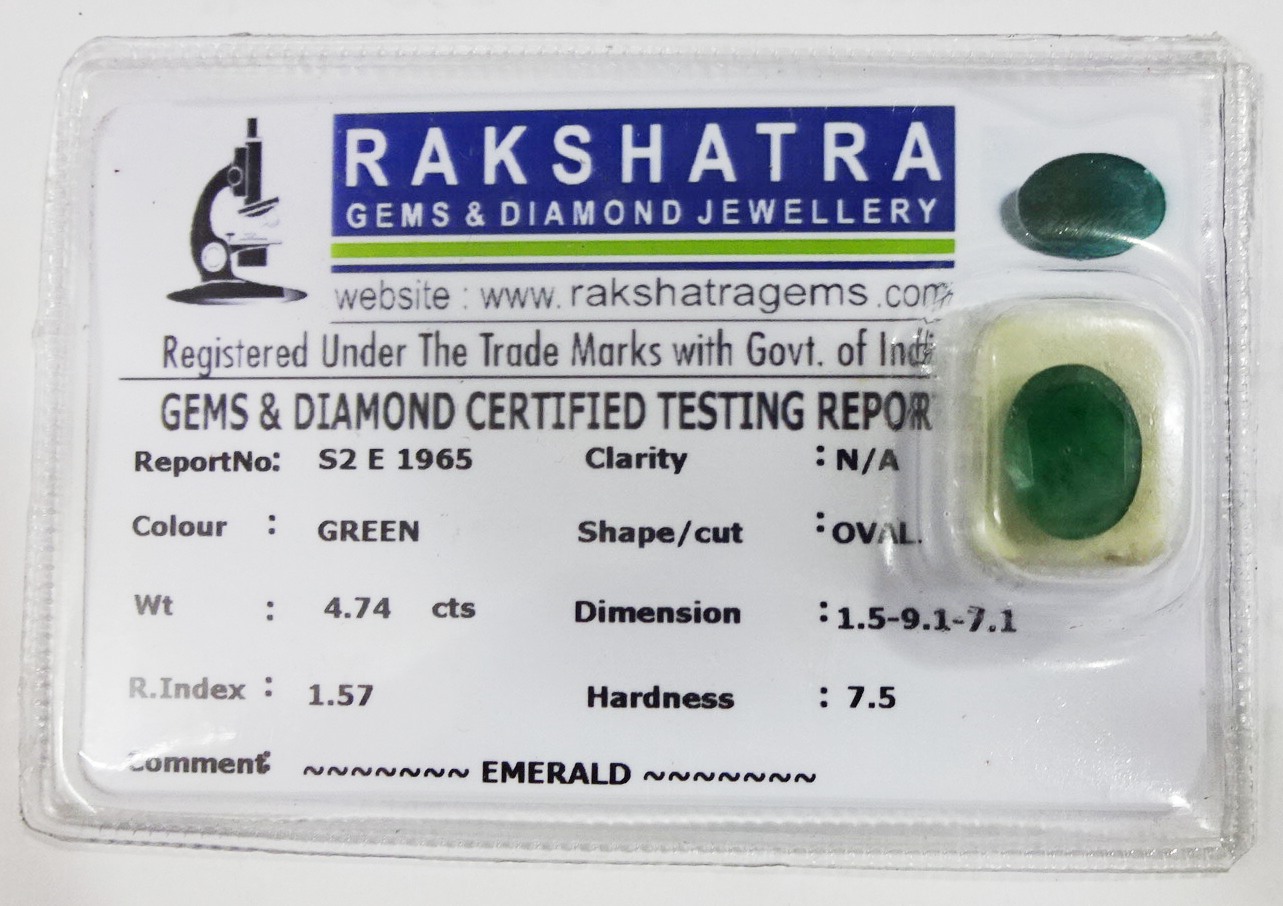 RAKSHATRA
GEMS & DIAMOND JEWELLERY
website : www. rakshatragems .com
Registered Under The Trade Marks with Govt. of India
GEMS & DIAMOND CERTIFIED TESTING REPORT
ReportNo: S2 E 1965 Clarity : N/A
Colour : GREEN Shape/cut : OVAL.
Wt : 4.74 cts Dimension : 1.5-9.1-7.1
R.Index : 1.57 Hardness : 7.5
Comment: ~~~~~~~ EMERALD ~~~~~~~